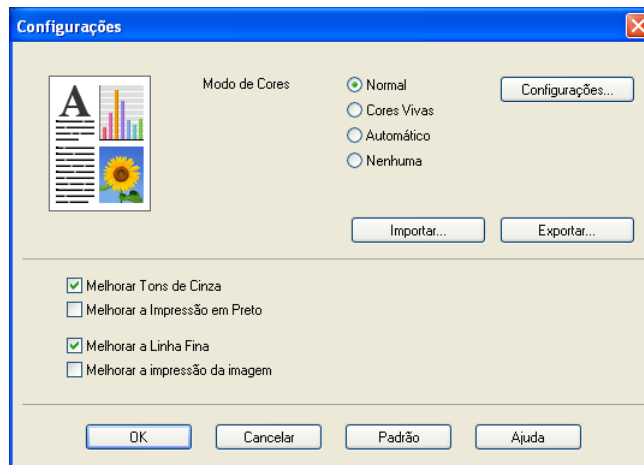 Configurações
A
Modo de Cores
Normal
Configurações...
Cores Vivas
Automático
Nenhuma
Importar...
Exportar...
Melhorar Tons de Cinza
Melhorar a Impressão em Preto
Melhorar a Linha Fina
Melhorar a impressão da imagem
OK
Cancelar
Padrão
Ajuda